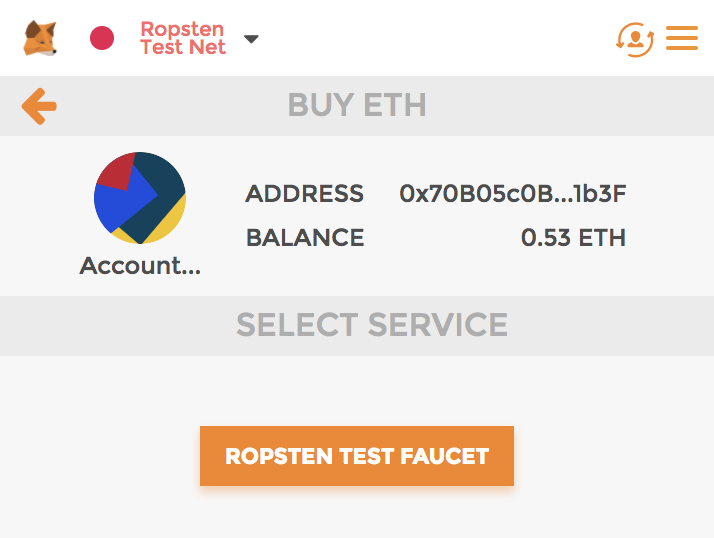 Ropsten
Test Net
BUY ETH
ADDRESS 0x70B05c0B...1b3F
BALANCE 0.53 ETH
Account...
SELECT SERVICE
ROPSTEN TEST FAUCET